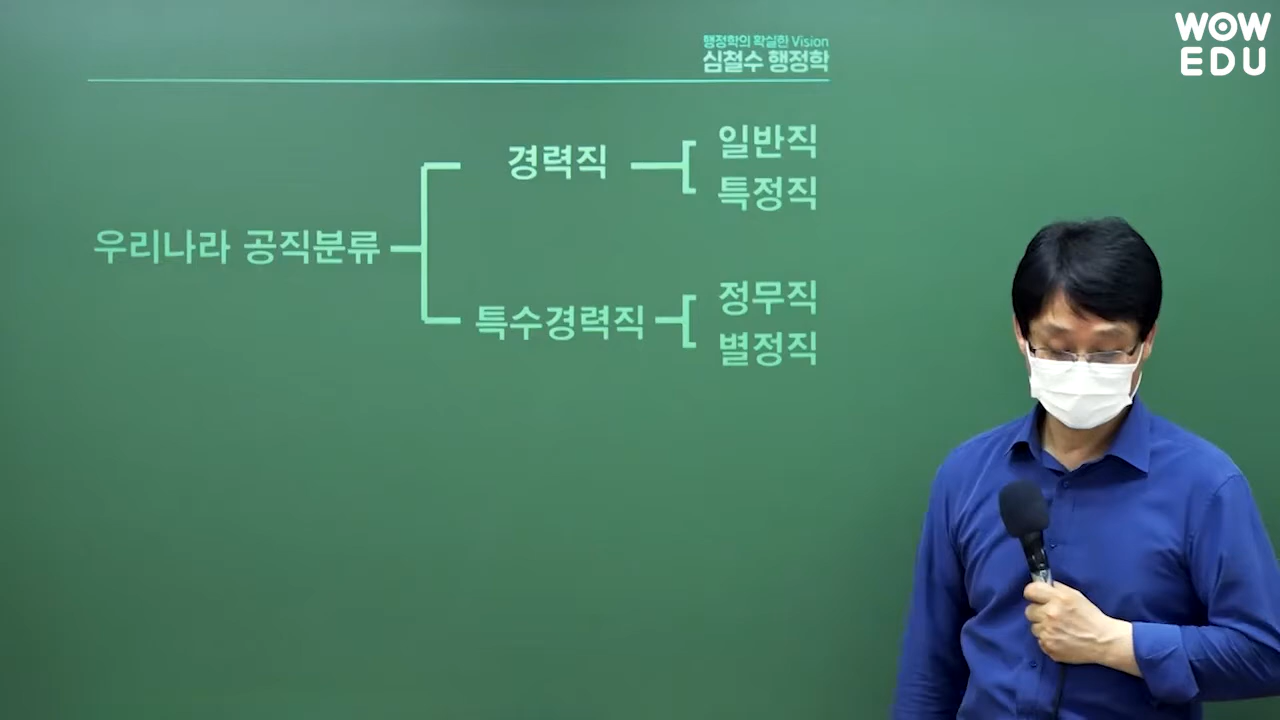 WOW
EDU
행정학의 확실한 Vision
심철수 행정학
우리나라 공직분류
경력직
일반직
특정직
특수경력직
정무직
별정직